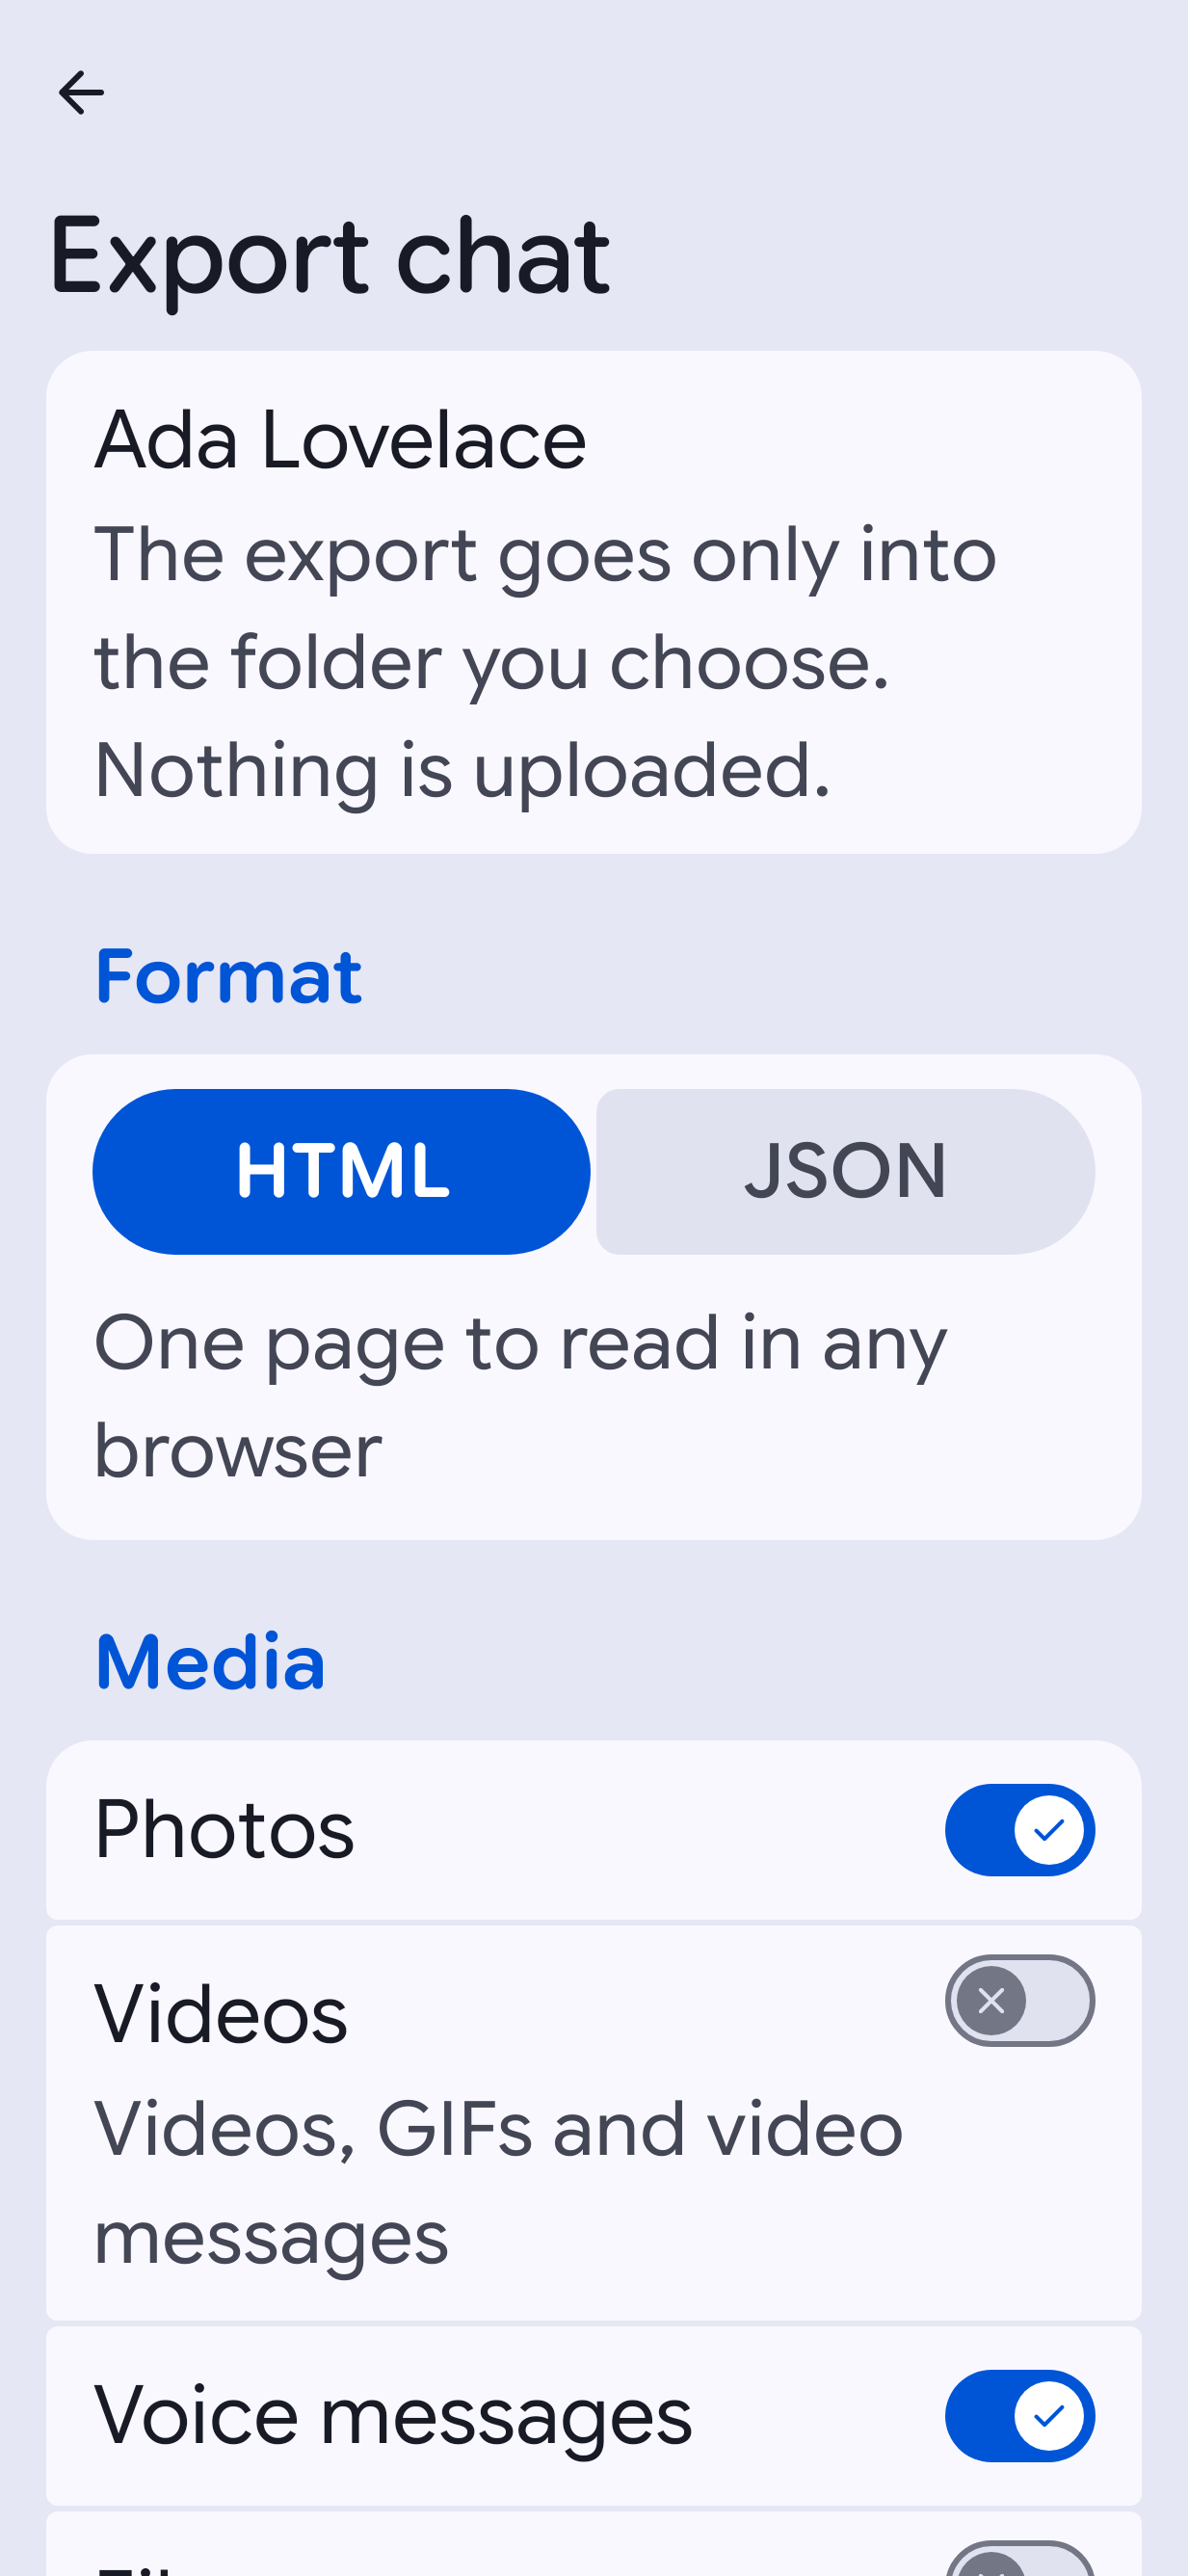 Export chat
Ada Lovelace
The export goes only into
the folder you choose.
Nothing is uploaded.
Format
HTML
JSON
One page to read in any
browser
Media
Photos
Videos
Videos, GIFs and video
messages
Voice messages